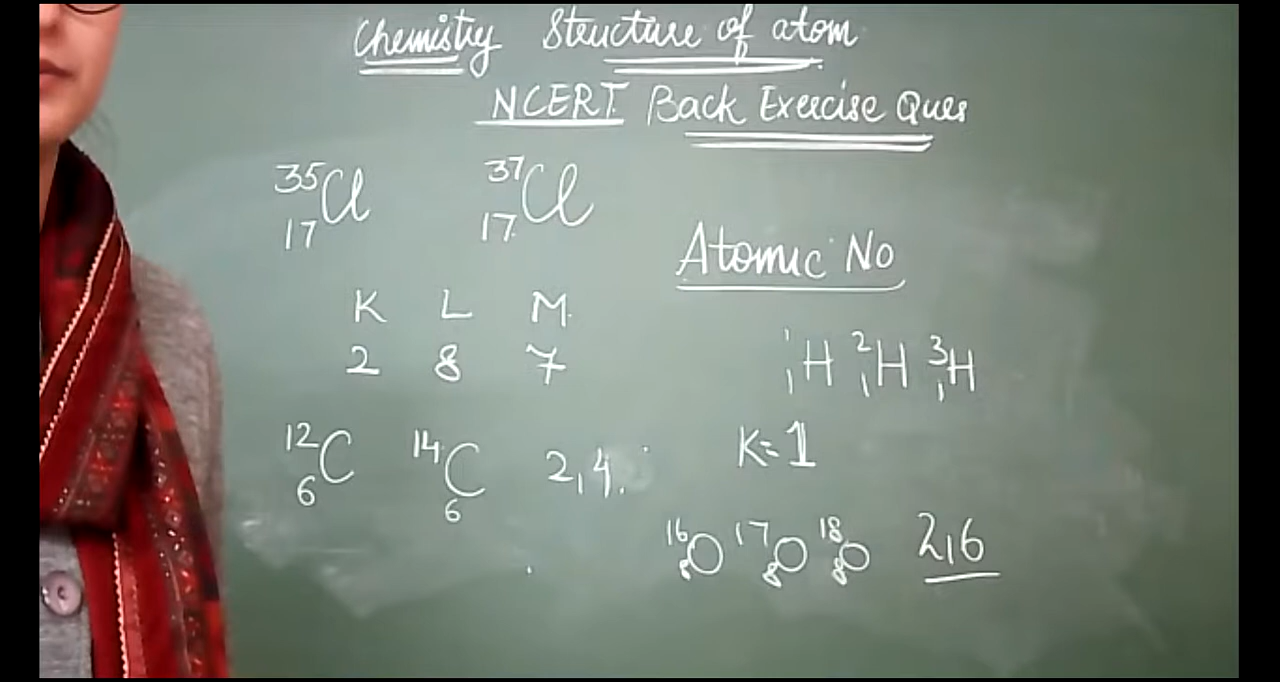 Chemistry Structure of atom
NCERT Back Exercise Ques
35 17 Cl 37 17 Cl
Atomic No
K L M
2 8 7
1 1 H 2 1 H 3 1 H
K=1
12 6 C 14 6 C 2,4.
16 8 O 17 8 O 18 8 O 2,6